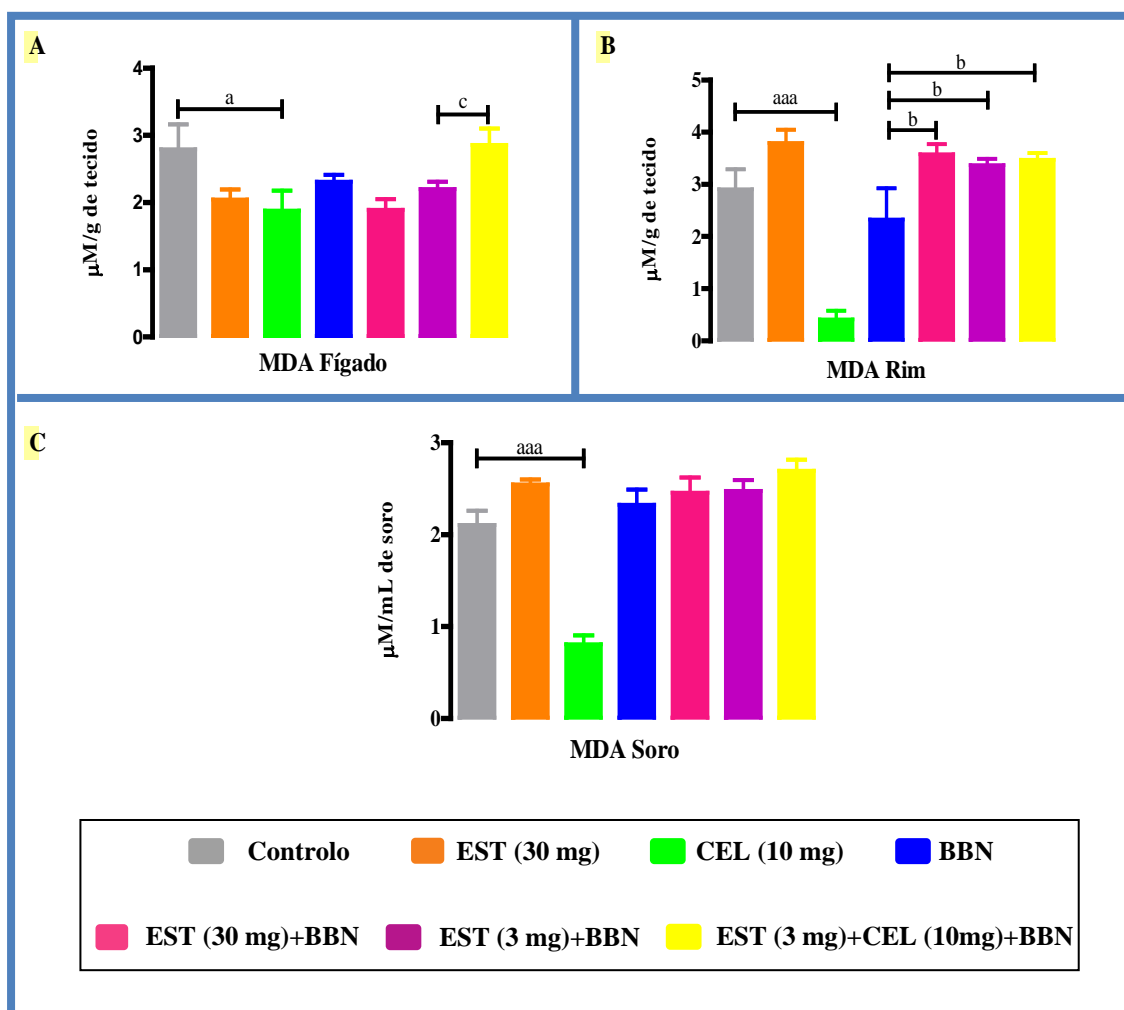 A
4
3
2
1
0
µM/g de tecido
a
c
MDA Fígado
B
5
4
3
2
1
0
µM/g de tecido
aaa
b
b
b
MDA Rim
C
3
2
1
0
µM/mL de soro
aaa
MDA Soro
Controlo EST (30 mg) CEL (10 mg) BBN
EST (30 mg)+BBN EST (3 mg)+BBN EST (3 mg)+CEL (10mg)+BBN